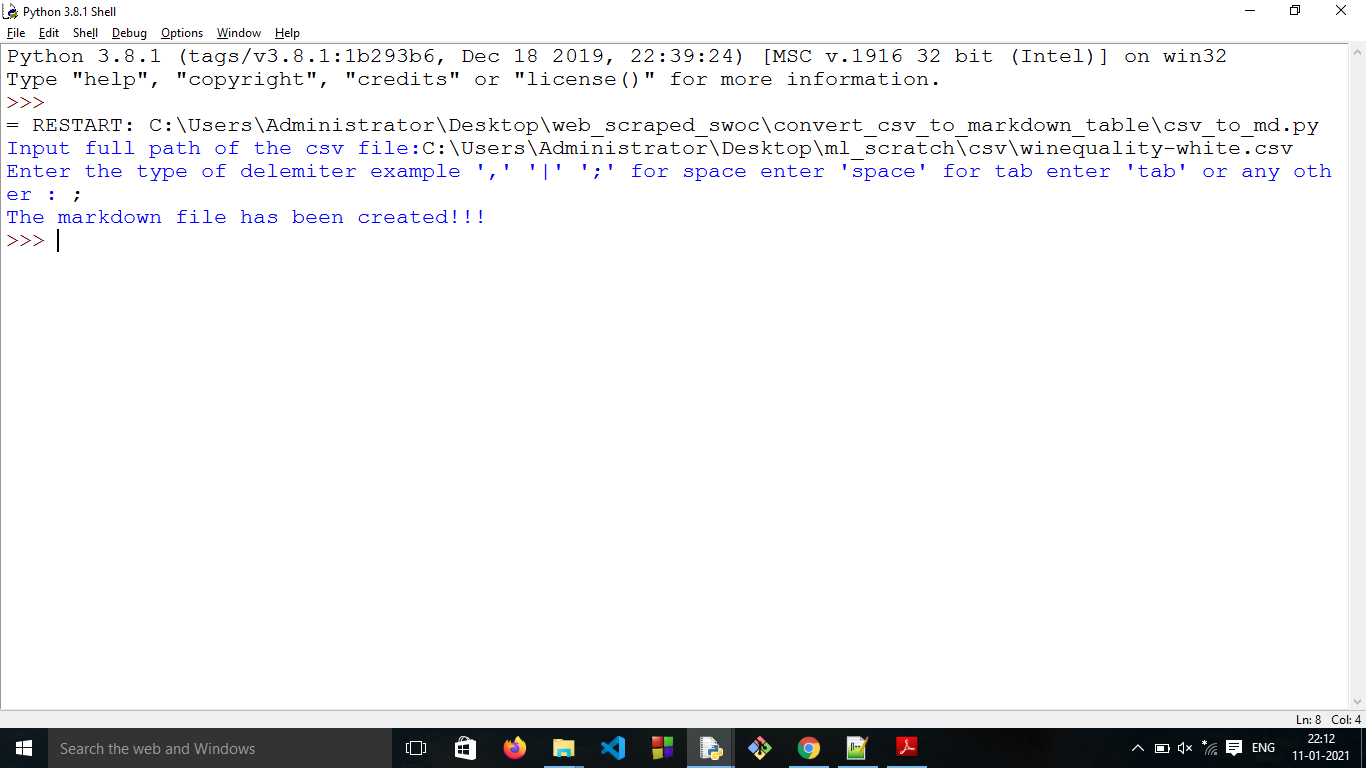 Python 3.8.1 Shell
File Edit Shell Debug Options Window Help
Python 3.8.1 (tags/v3.8.1:1b293b6, Dec 18 2019, 22:39:24) [MSC v.1916 32 bit (Intel)] on win32
Type "help", "copyright", "credits" or "license()" for more information.
>>>
= RESTART: C:\Users\Administrator\Desktop\web_scraped_swoc\convert_csv_to_markdown_table\csv_to_md.py
Input full path of the csv file:C:\Users\Administrator\Desktop\ml_scratch\csv\winequality-white.csv
Enter the type of delemiter example ',' '|' ';' for space enter 'space' for tab enter 'tab' or any oth
er : ;
The markdown file has been created!!!
>>>
Ln: 8 Col: 4
Search the web and Windows
ENG
22:12
11-01-2021